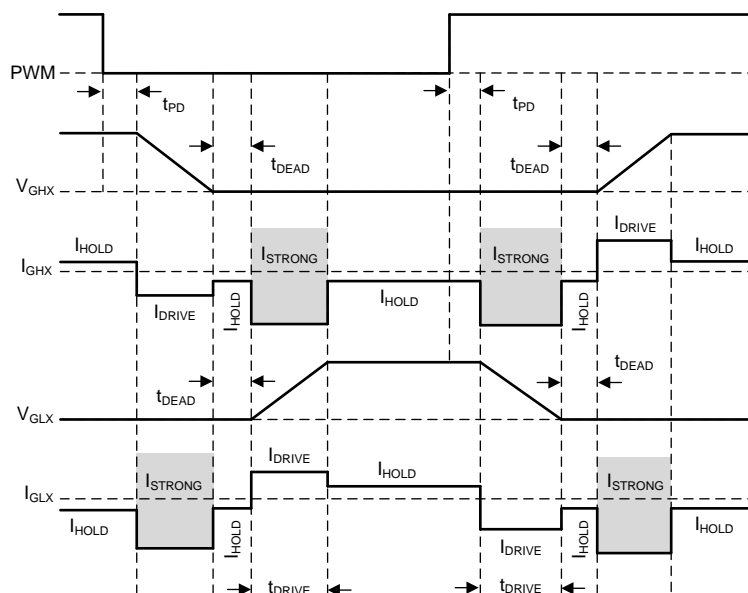 PWM
tPD tPD
tDEAD tDEAD
VGHX
IHOLD ISTRONG ISTRONG IDRIVE IHOLD
IGHX
IDRIVE IHOLD IHOLD IHOLD
tDEAD tDEAD
VGLX
ISTRONG IDRIVE IHOLD ISTRONG
IGLX
IHOLD IHOLD IDRIVE IHOLD IHOLD
tDRIVE tDRIVE